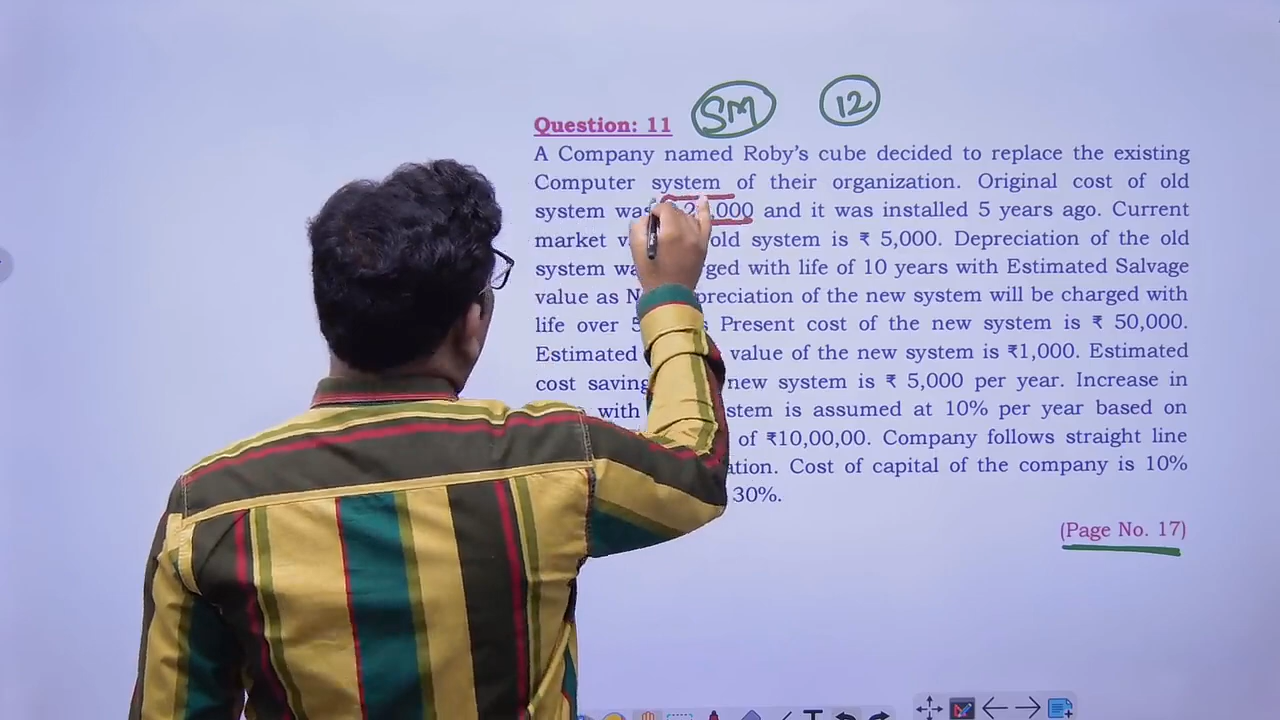 SM 12
Question: 11
A Company named Roby's cube decided to replace the existing
Computer system of their organization. Original cost of old
system was ,000 and it was installed 5 years ago. Current
market old system is ₹ 5,000. Depreciation of the old
system with life of 10 years with Estimated Salvage
value as preciation of the new system will be charged with
life over 5 Present cost of the new system is ₹ 50,000.
Estimated value of the new system is ₹1,000. Estimated
cost saving new system is ₹ 5,000 per year. Increase in
with stem is assumed at 10% per year based on
of ₹10,00,00. Company follows straight line
ation. Cost of capital of the company is 10%
30%.
(Page No. 17)